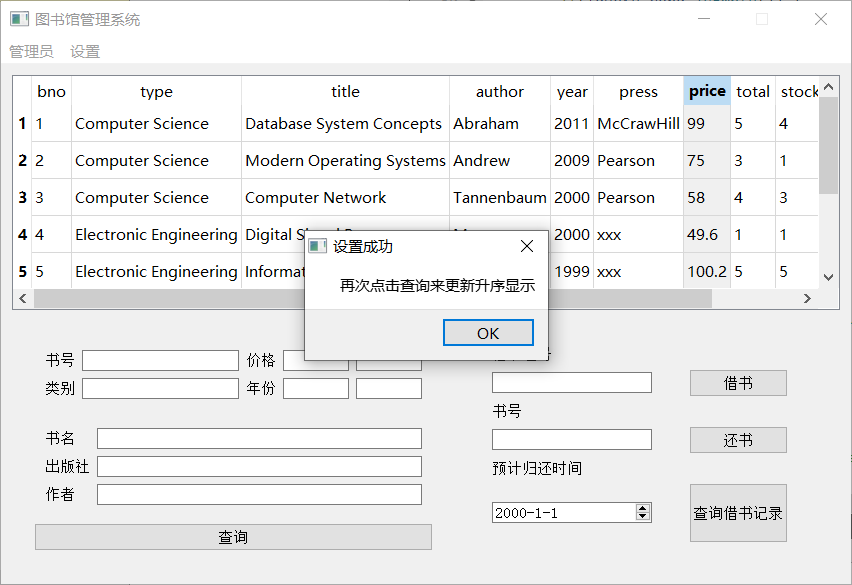 图书馆管理系统
管理员 设置
bno type title author year press price total stock
1 1 Computer Science Database System Concepts Abraham 2011 McCrawHill 99 5 4
2 2 Computer Science Modern Operating Systems Andrew 2009 Pearson 75 3 1
3 3 Computer Science Computer Network Tannenbaum 2000 Pearson 58 4 3
4 4 Electronic Engineering Digital 2000 xxx 49.6 1 1
5 5 Electronic Engineering 1999 xxx 100.2 5 5
设置成功
再次点击查询来更新升序显示
OK
书号 价格
类别 年份
借书
书号
书名
还书
出版社
预计归还时间
作者
2000-1-1
查询借书记录
查询